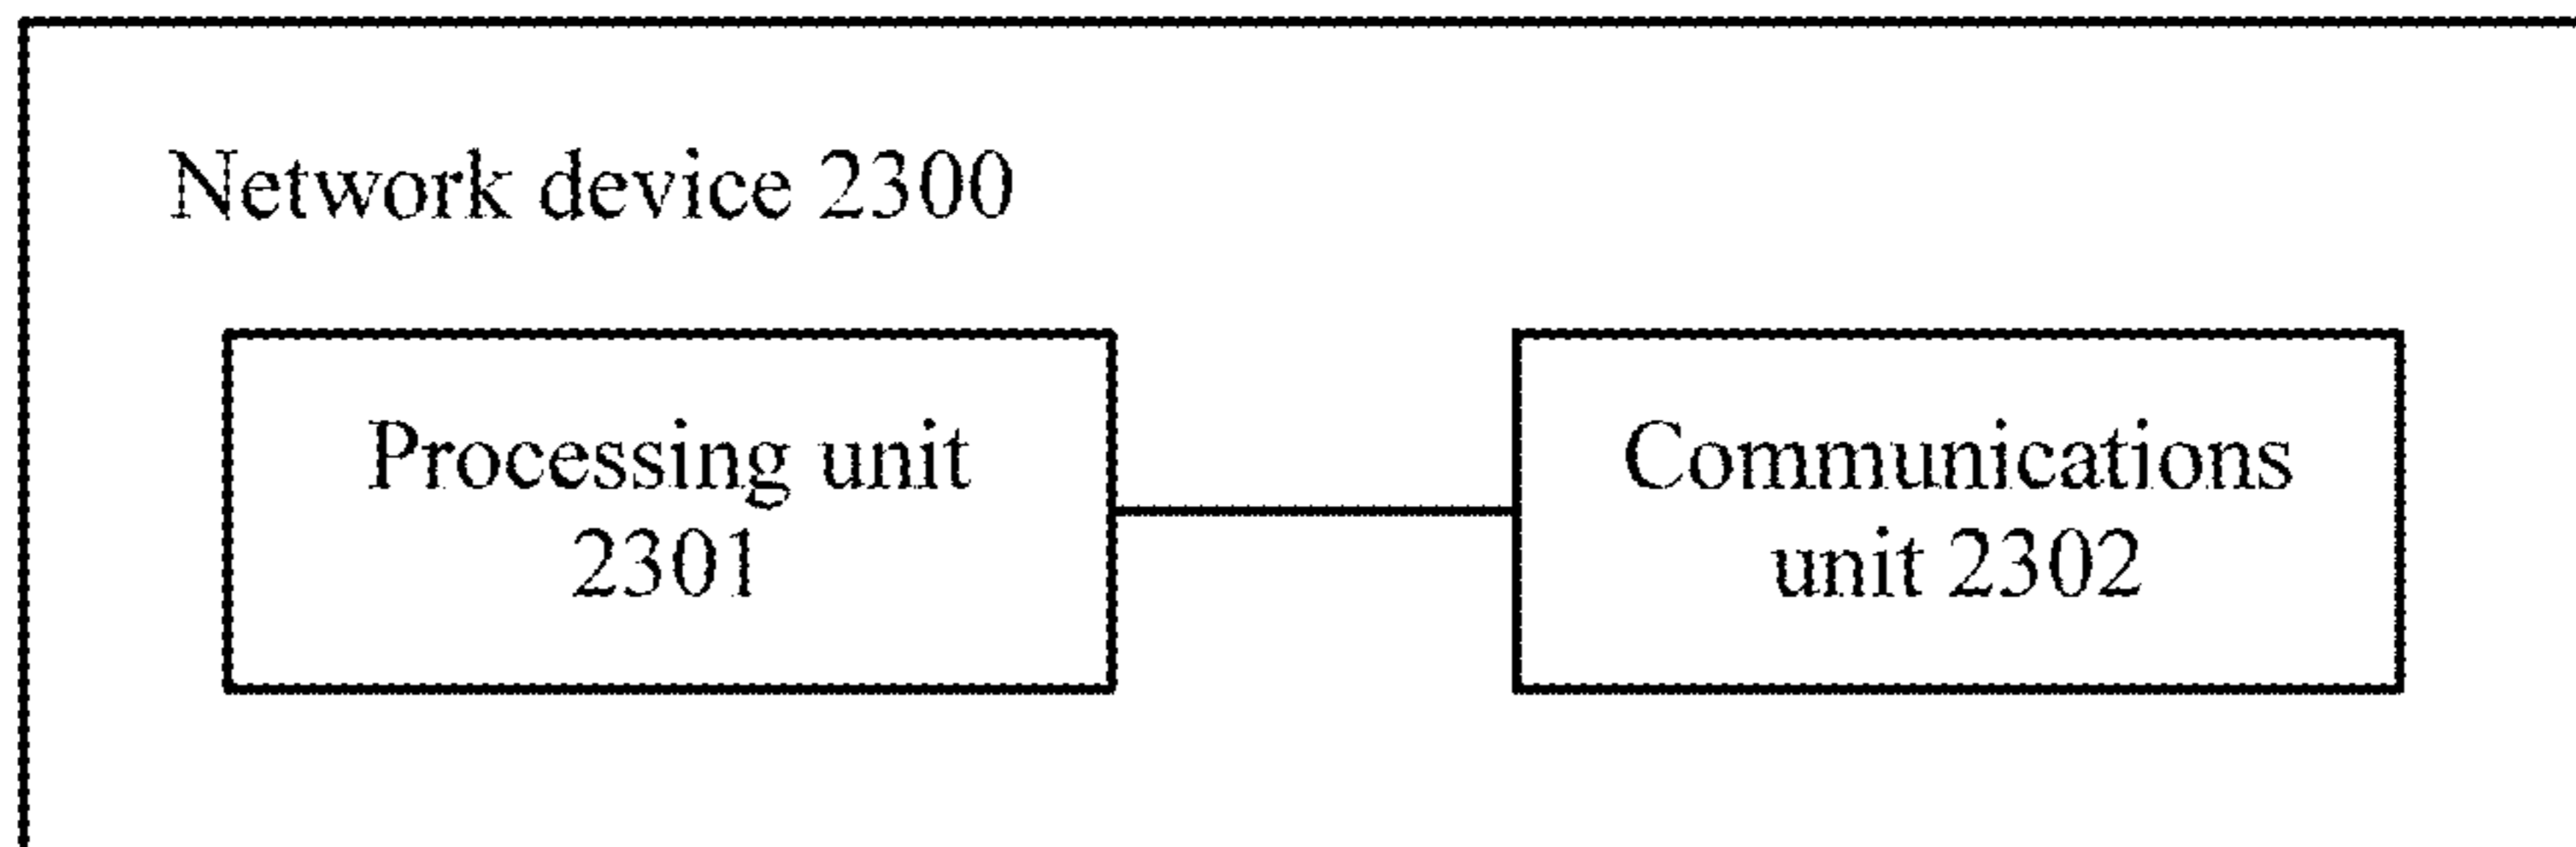 Network device 2300
Processing unit
2301
Communications
unit 2302